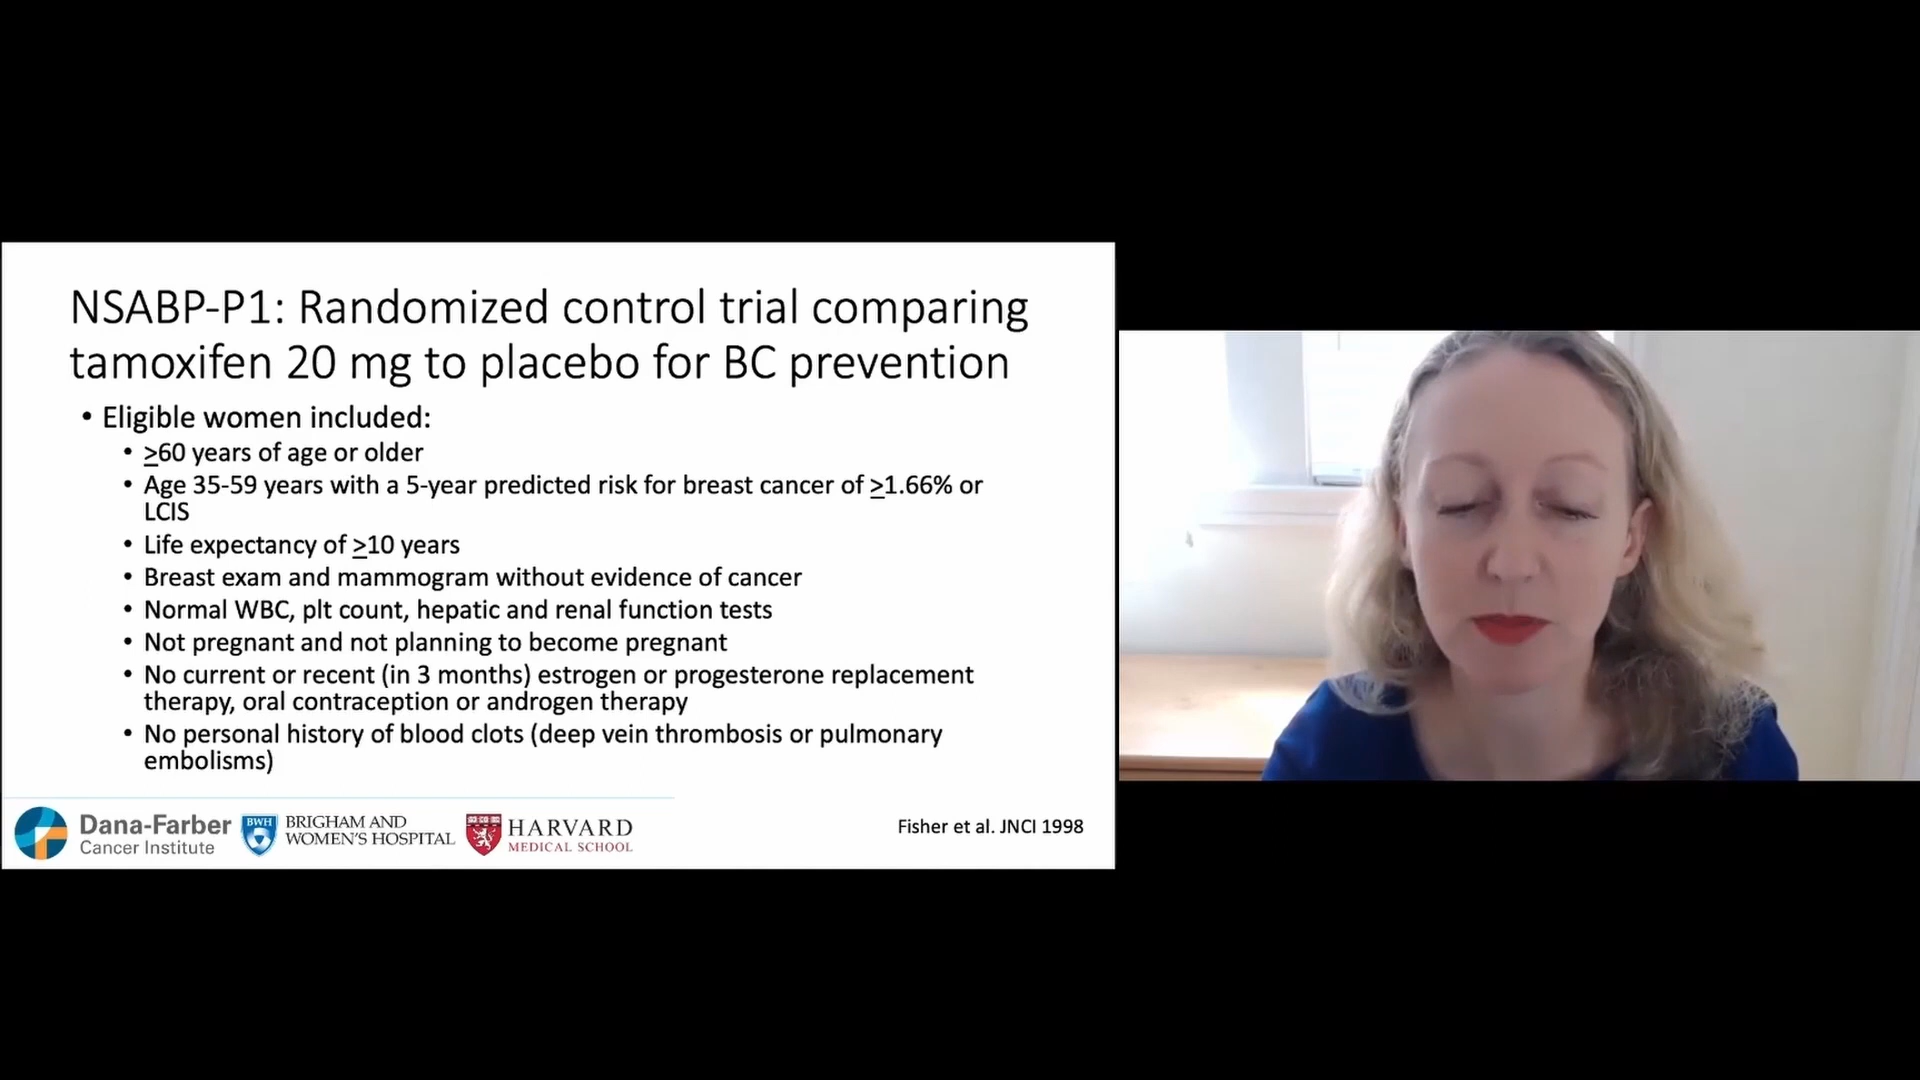 NSABP-P1: Randomized control trial comparing
tamoxifen 20 mg to placebo for BC prevention
• Eligible women included:
• ≥60 years of age or older
• Age 35-59 years with a 5-year predicted risk for breast cancer of ≥1.66% or
LCIS
• Life expectancy of ≥10 years
• Breast exam and mammogram without evidence of cancer
• Normal WBC, plt count, hepatic and renal function tests
• Not pregnant and not planning to become pregnant
• No current or recent (in 3 months) estrogen or progesterone replacement
therapy, oral contraception or androgen therapy
• No personal history of blood clots (deep vein thrombosis or pulmonary
embolisms)
Dana-Farber
Cancer Institute
BWH
BRIGHAM AND
WOMEN'S HOSPITAL
HARVARD
MEDICAL SCHOOL
Fisher et al. JNCI 1998